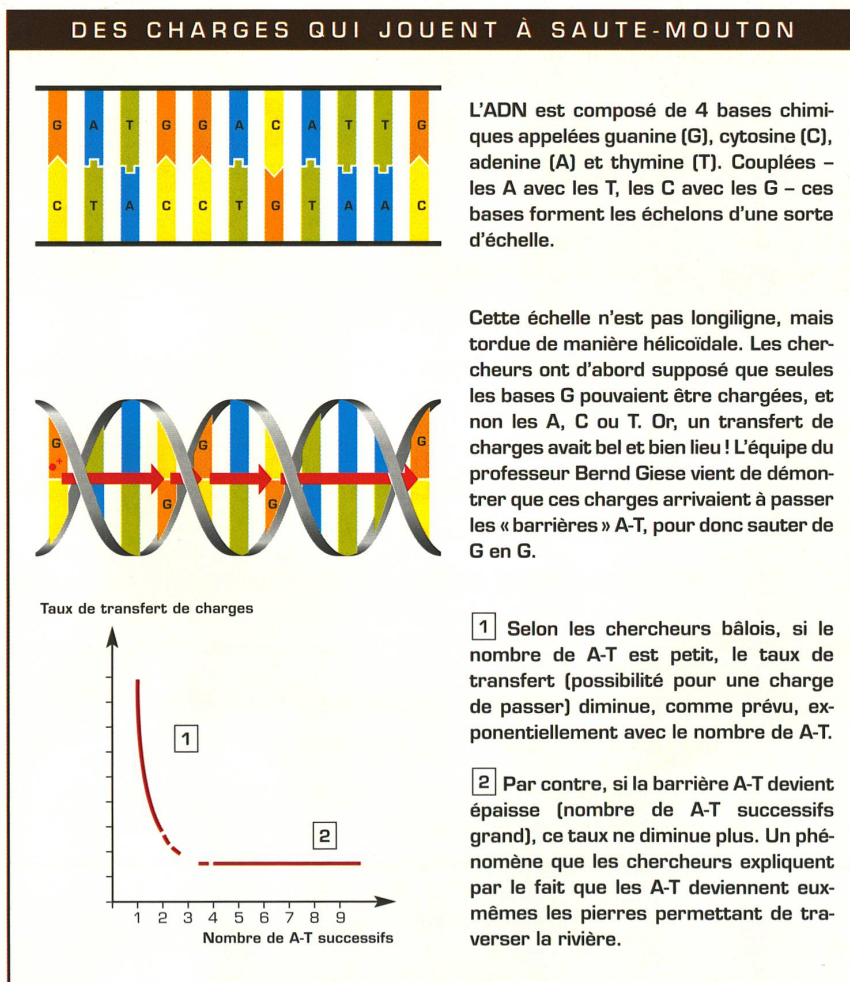 DES CHARGES QUI JOUENT À SAUTE-MOUTON
G A T G G A C A T T G
C T A C C T G T A A C
L'ADN est composé de 4 bases chimi-
ques appelées guanine (G), cytosine (C),
adenine (A) et thymine (T). Couplées –
les A avec les T, les C avec les G – ces
bases forment les échelons d'une sorte
d'échelle.
Cette échelle n'est pas longiligne, mais
tordue de manière hélicoïdale. Les cher-
cheurs ont d'abord supposé que seules
les bases G pouvaient être chargées, et
non les A, C ou T. Or, un transfert de
charges avait bel et bien lieu ! L'équipe du
professeur Bernd Giese vient de démon-
trer que ces charges arrivaient à passer
les « barrières » A-T, pour donc sauter de
G en G.
G G G
+
G G
Taux de transfert de charges
1
2
1 2 3 4 5 6 7 8 9
Nombre de A-T successifs
1 Selon les chercheurs bâlois, si le
nombre de A-T est petit, le taux de
transfert (possibilité pour une charge
de passer) diminue, comme prévu, ex-
ponentiellement avec le nombre de A-T.
2 Par contre, si la barrière A-T devient
épaisse (nombre de A-T successifs
grand), ce taux ne diminue plus. Un phé-
nomène que les chercheurs expliquent
par le fait que les A-T deviennent eux-
mêmes les pierres permettant de tra-
verser la rivière.